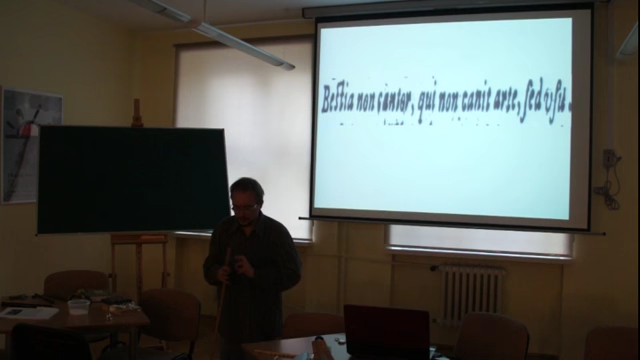 Beſtia non cantor, qui non canit arte, ſed vſu.